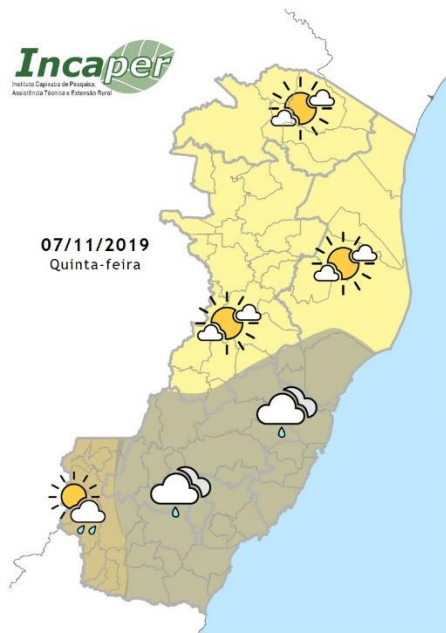 Incaper
Instituto Capixaba de Pesquisa,
Assistência Técnica e Extensão Rural
07/11/2019
Quinta-feira